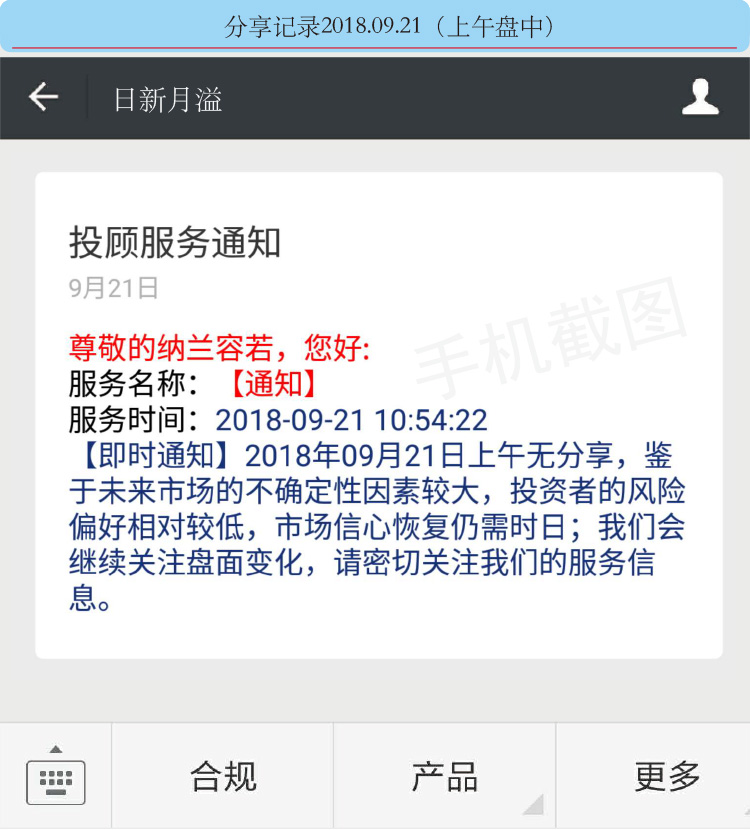 分享记录2018.09.21（上午盘中）
日新月溢
投顾服务通知
9月21日
手机截图
尊敬的纳兰容若，您好:
服务名称：【通知】
服务时间：2018-09-21 10:54:22
【即时通知】2018年09月21日上午无分享，鉴
于未来市场的不确定性因素较大，投资者的风险
偏好相对较低，市场信心恢复仍需时日；我们会
继续关注盘面变化，请密切关注我们的服务信
息。
合规
产品
更多